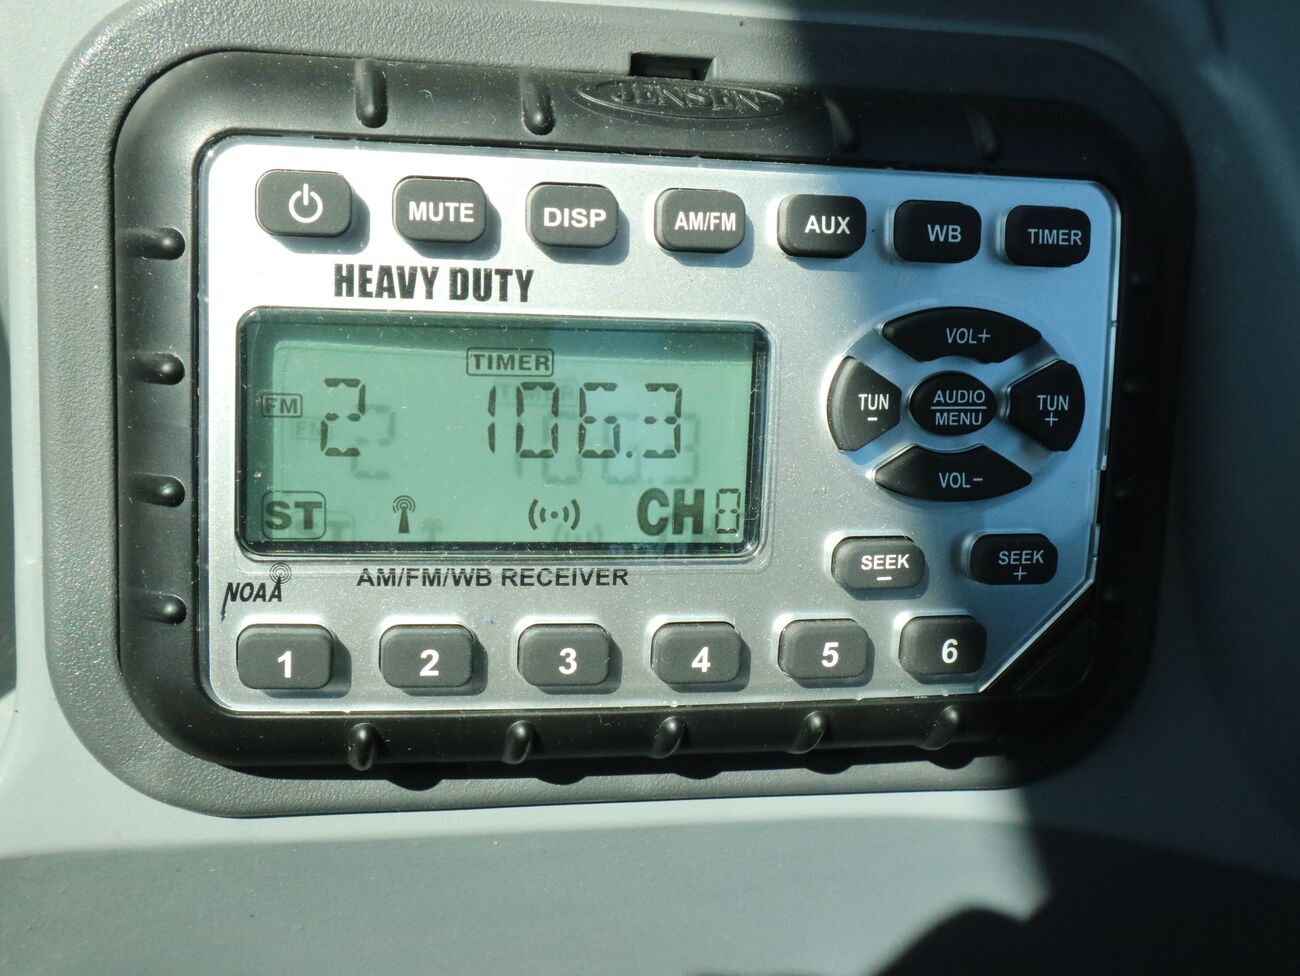 JENSEN
MUTE DISP AM/FM AUX WB TIMER
HEAVY DUTY
VOL+
TIMER
FM 2 106.3
TUN - AUDIO MENU TUN +
VOL-
ST CH 8
SEEK - SEEK +
AM/FM/WB RECEIVER
NOAA
1 2 3 4 5 6